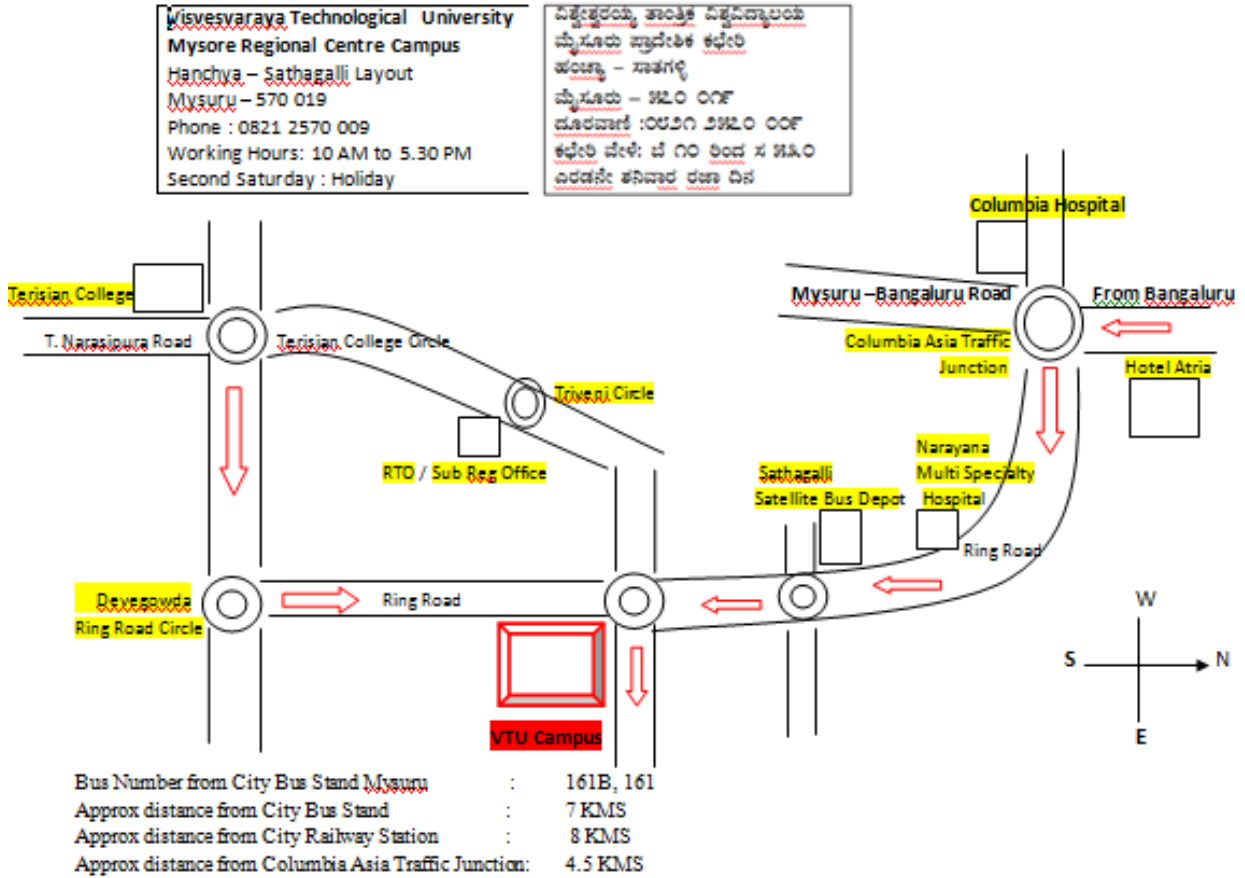 Visvesvaraya Technological University
Mysore Regional Centre Campus
Hanchya – Sathagalli Layout
Mysuru – 570 019
Phone : 0821 2570 009
Working Hours: 10 AM to 5.30 PM
Second Saturday : Holiday
ವಿಶ್ವೇಶ್ವರಯ್ಯ ತಾಂತ್ರಿಕ ವಿಶ್ವವಿದ್ಯಾಲಯ
ಮೈಸೂರು ಪ್ರಾದೇಶಿಕ ಕಛೇರಿ
ಹಂಚ್ಯಾ – ಸಾತಗಳ್ಳಿ
ಮೈಸೂರು – ೫೭೦ ೦೧೯
ದೂರವಾಣಿ :೦೮೨೧ ೨೫೭೦ ೦೦೯
ಕಛೇರಿ ವೇಳೆ: ಬೆ ೧೦ ರಿಂದ ಸ ೫೩೦
ಎರಡನೇ ಶನಿವಾರ ರಜಾ ದಿನ
Columbia Hospital
Terisian College
Mysuru –Bangaluru Road
From Bangaluru
T. Narasipura Road
Terisian College Circle
Columbia Asia Traffic
Junction
Hotel Atria
Triveni Circle
RTO / Sub Reg Office
Narayana
Multi Specialty
Hospital
Sathagalli
Satellite Bus Depot
Ring Road
Devegowda
Ring Road Circle
Ring Road
W
S
N
E
VTU Campus
Bus Number from City Bus Stand Mysuru : 161B, 161
Approx distance from City Bus Stand : 7 KMS
Approx distance from City Railway Station : 8 KMS
Approx distance from Columbia Asia Traffic Junction: 4.5 KMS